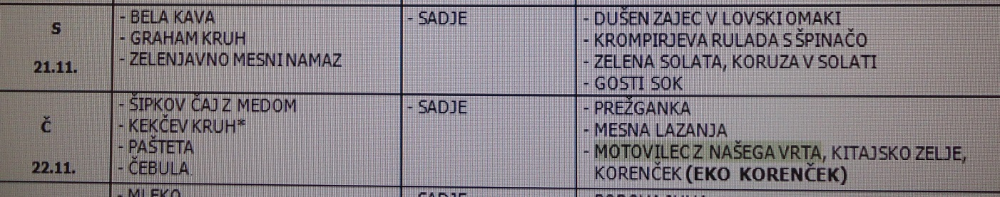 S
21.11.
- BELA KAVA
- GRAHAM KRUH
- ZELENJAVNO MESNI NAMAZ
- SADJE
- DUŠEN ZAJEC V LOVSKI OMAKI
- KROMPIRJEVA RULADA S ŠPINAČO
- ZELENA SOLATA, KORUZA V SOLATI
- GOSTI SOK
Č
22.11.
- ŠIPKOV ČAJ Z MEDOM
- KEKČEV KRUH*
- PAŠTETA
- ČEBULA
- SADJE
- PREŽGANKA
- MESNA LAZANJA
- MOTOVILEC Z NAŠEGA VRTA, KITAJSKO ZELJE,
KORENČEK (EKO KORENČEK)
- MLEKO
- SADJE